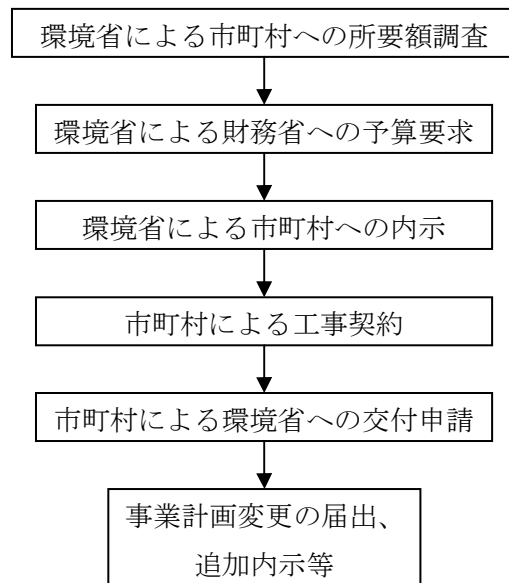 環境省による市町村への所要額調査
環境省による財務省への予算要求
環境省による市町村への内示
市町村による工事契約
市町村による環境省への交付申請
事業計画変更の届出、
追加内示等